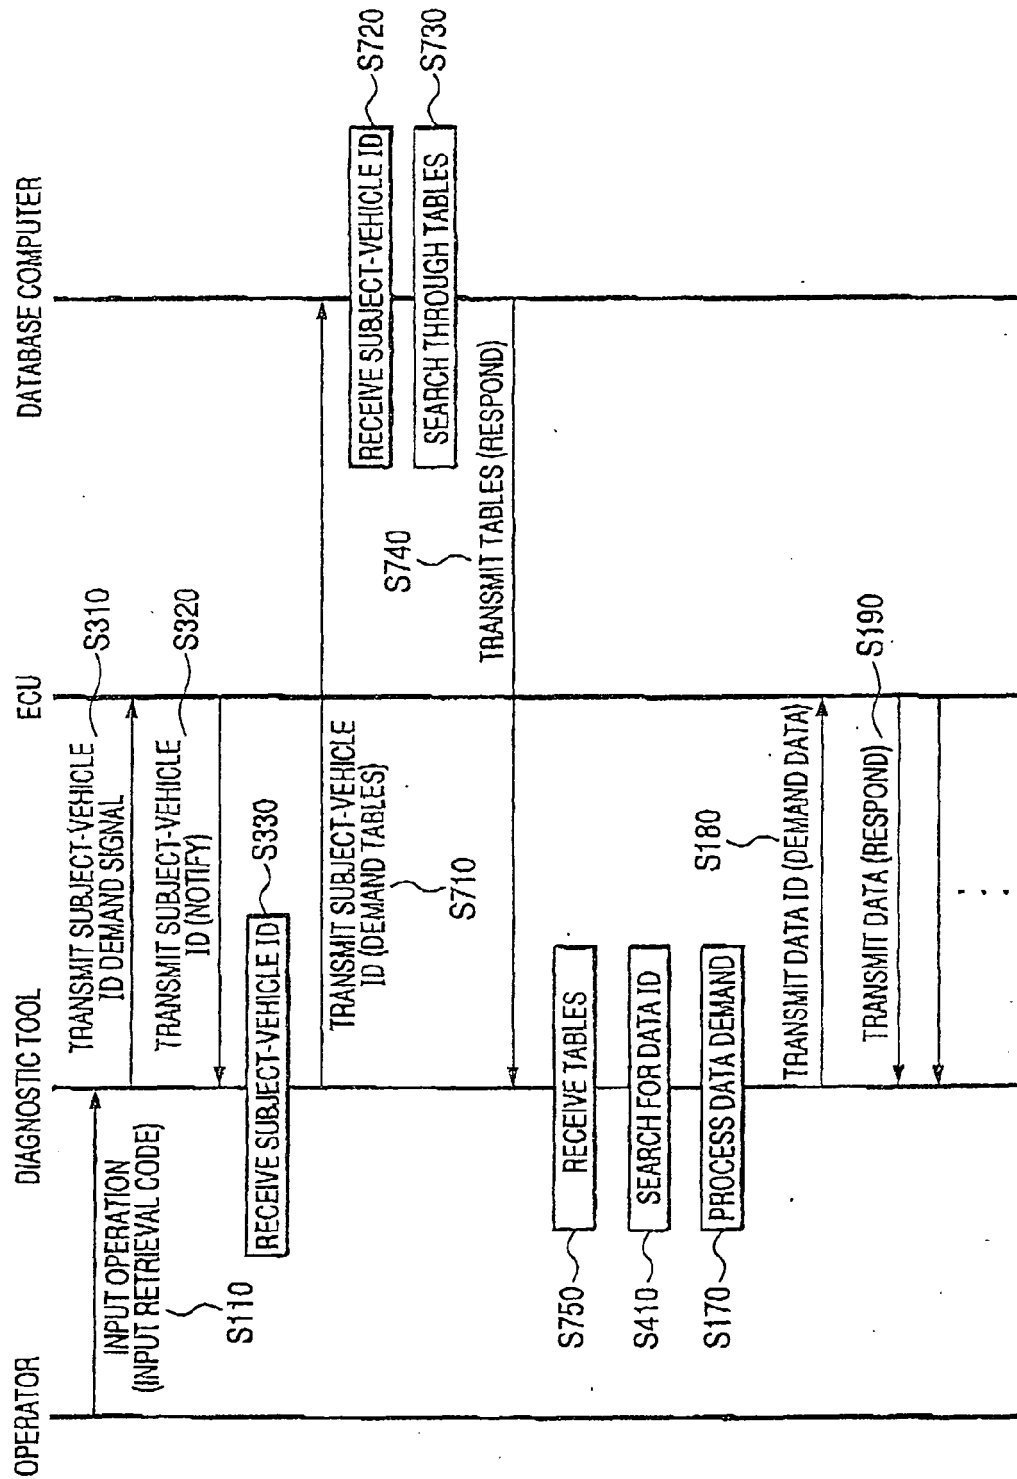 OPERATOR
DIAGNOSTIC TOOL
ECU
DATABASE COMPUTER
INPUT OPERATION
(INPUT RETRIEVAL CODE)
S110
TRANSMIT SUBJECT-VEHICLE
ID DEMAND SIGNAL
S310
TRANSMIT SUBJECT-VEHICLE
ID (NOTIFY)
S320
RECEIVE SUBJECT-VEHICLE ID
S330
TRANSMIT SUBJECT-VEHICLE
ID (DEMAND TABLES)
S710
RECEIVE SUBJECT-VEHICLE ID
S720
SEARCH THROUGH TABLES
S730
S740
TRANSMIT TABLES (RESPOND)
RECEIVE TABLES
S750
SEARCH FOR DATA ID
S410
PROCESS DATA DEMAND
S170
S180
TRANSMIT DATA ID (DEMAND DATA)
TRANSMIT DATA (RESPOND)
S190
...